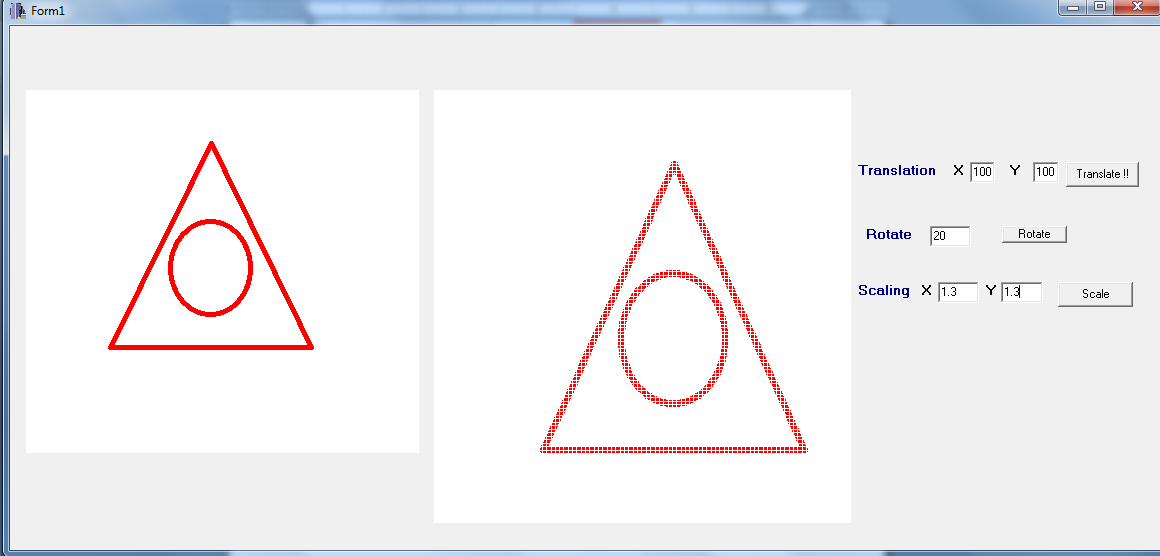 Form1
Translation X 100 Y 100 Translate !!
Rotate 20 Rotate
Scaling X 1.3 Y 1.3 Scale